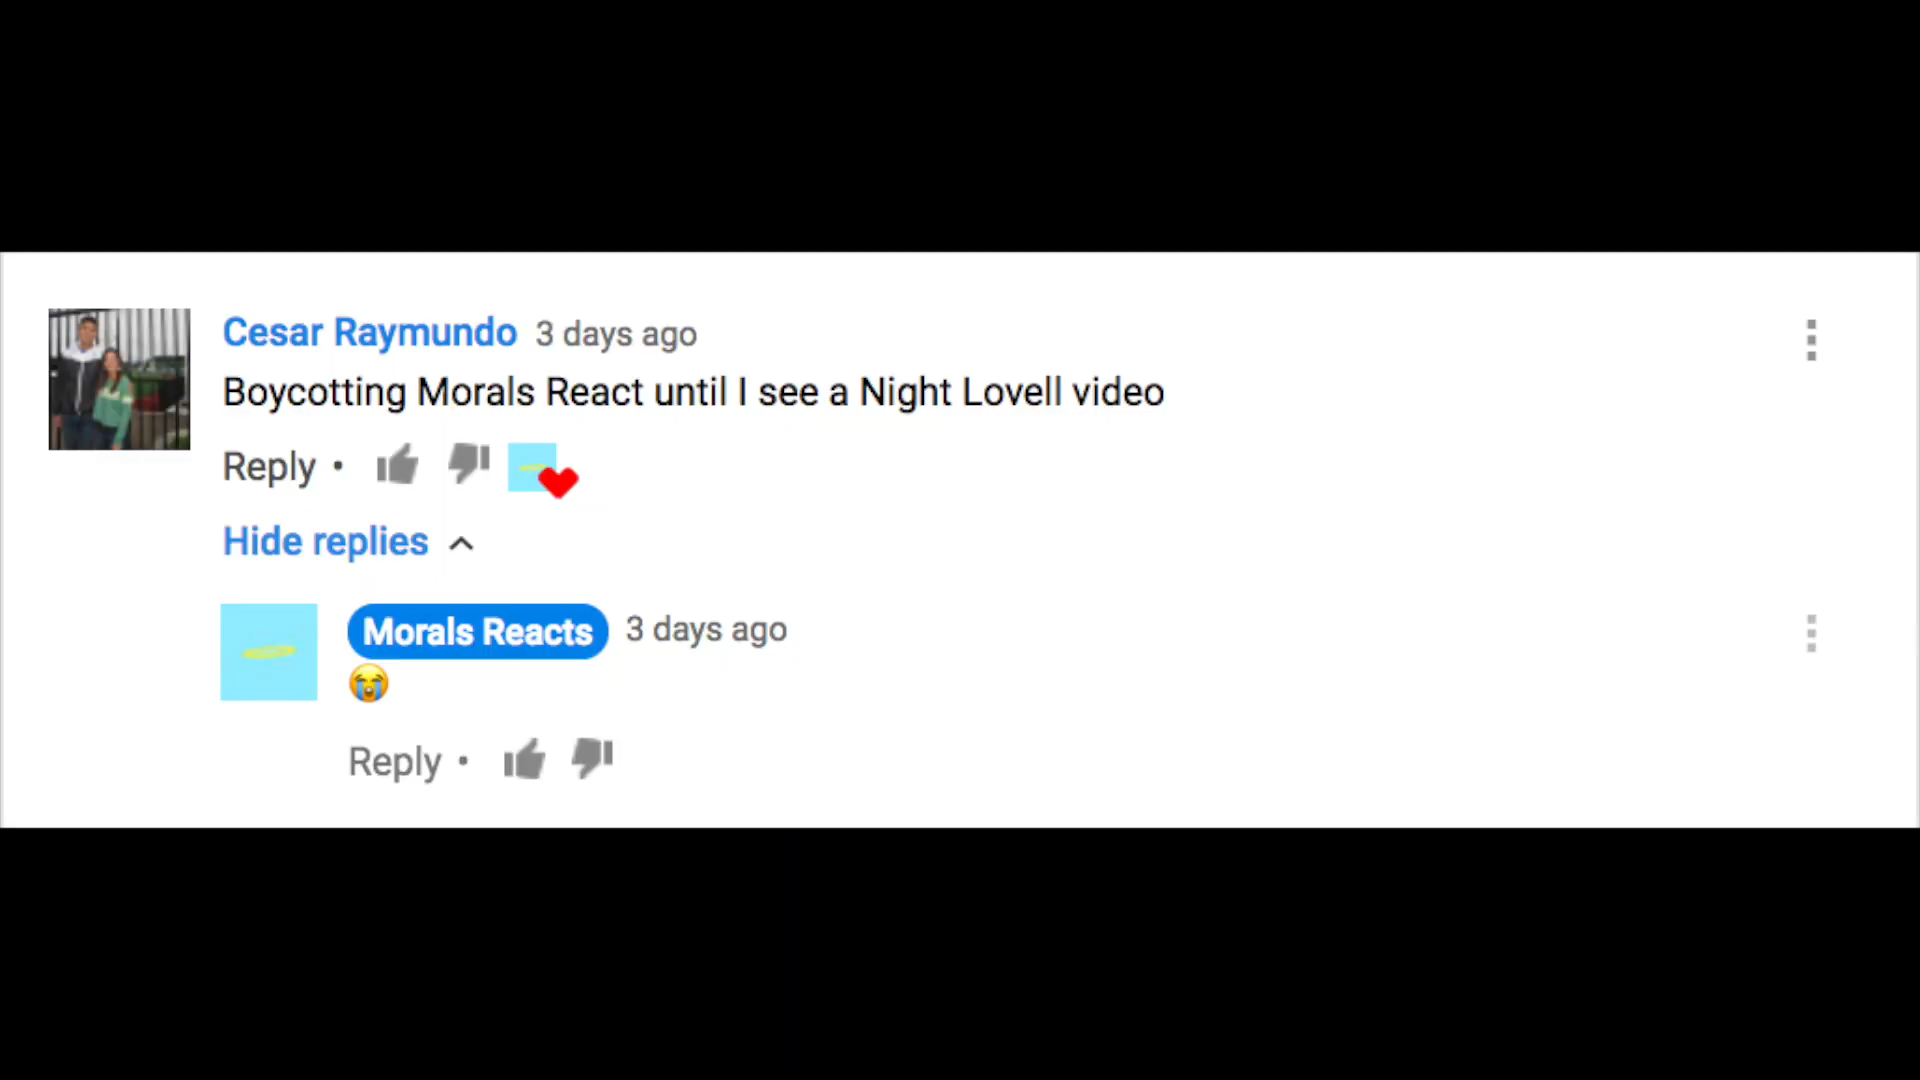 Cesar Raymundo 3 days ago
Boycotting Morals React until I see a Night Lovell video
Reply •
Hide replies
Morals Reacts 3 days ago
😭
Reply •